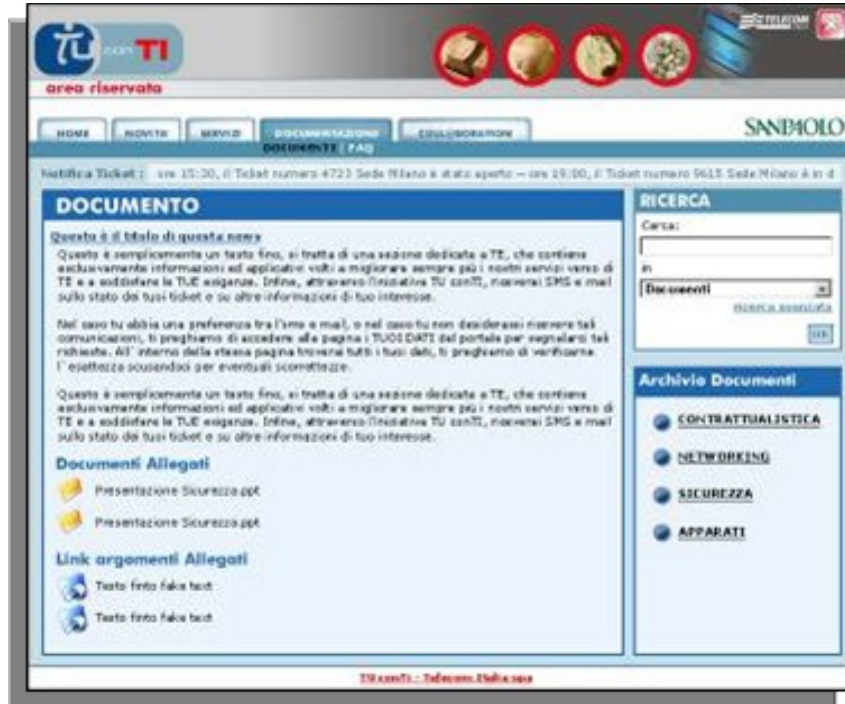 TU con TI
TELECOM
area riservata
HOME
NOVITA'
SERVIZI
DOCUMENTAZIONE
COLL@BORATION
SANPAOLO
DOCUMENTI | FAQ
Notifica Ticket : ore 15:30, il Ticket numero 4723 Sede Milano è stato aperto – ore 19:00, il Ticket numero 9615 Sede Milano è in d
DOCUMENTO
Questo è il titolo di questa news
Questo è semplicemente un testo fino, si tratta di una sezione dedicata a TE, che contiene
esclusivamente informazioni ed applicativi volti a migliorare sempre più i nostri servizi verso di
TE e a soddisfare le TUE esigenze. Infine, attraverso l'iniziativa TU conTI, riceverai SMS e mail
sullo stato dei tuoi ticket e su altre informazioni di tuo interesse.
Nel caso tu abbia una preferenza tra l'sms e mail, o nel caso tu non desiderassi ricevere tali
comunicazioni, ti preghiamo di accedere alla pagina i TUOI DATI del portale per segnalarci tali
richieste. All' interno della stessa pagina troverai tutti i tuoi dati, ti preghiamo di verificarne
l' esattezza scusandoci per eventuali scorrettezze.
Questo è semplicemente un testo fino, si tratta di una sezione dedicata a TE, che contiene
esclusivamente informazioni ed applicativi volti a migliorare sempre più i nostri servizi verso di
TE e a soddisfare le TUE esigenze. Infine, attraverso l'iniziativa TU conTI, riceverai SMS e mail
sullo stato dei tuoi ticket e su altre informazioni di tuo interesse.
Documenti Allegati
Presentazione Sicurezza.ppt
Presentazione Sicurezza.ppt
Link argomenti Allegati
Testo finto fake text
Testo finto fake text
RICERCA
Cerca:
in
Documenti
ricerca avanzata
Archivio Documenti
CONTRATTUALISTICA
NETWORKING
SICUREZZA
APPARATI
TU conTi - Telecom Italia spa